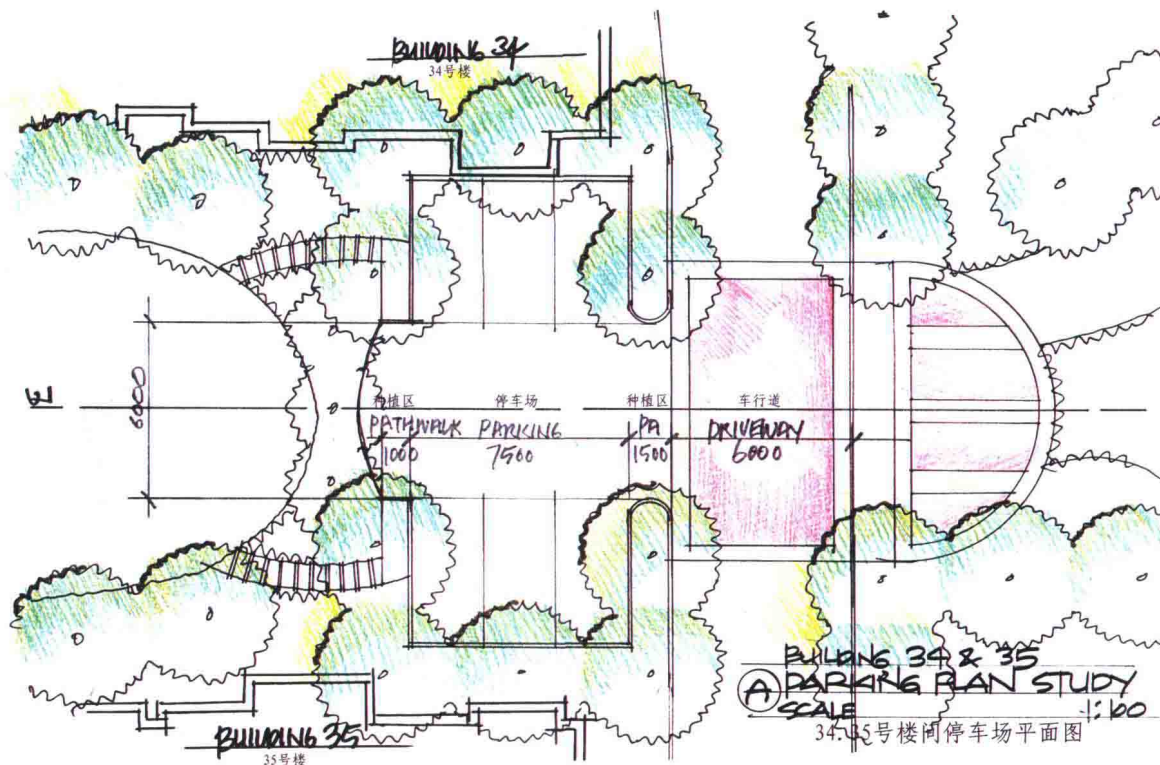 BUILDING 34
34号楼
E
6000
种植区 停车场 种植区 车行道
PATHWALK PARKING PA DRIVEWAY
1000 7500 1500 6000
BUILDING 34 & 35
A PARKING PLAN STUDY
SCALE 1:100
34.35号楼间停车场平面图
BUILDING 35
35号楼